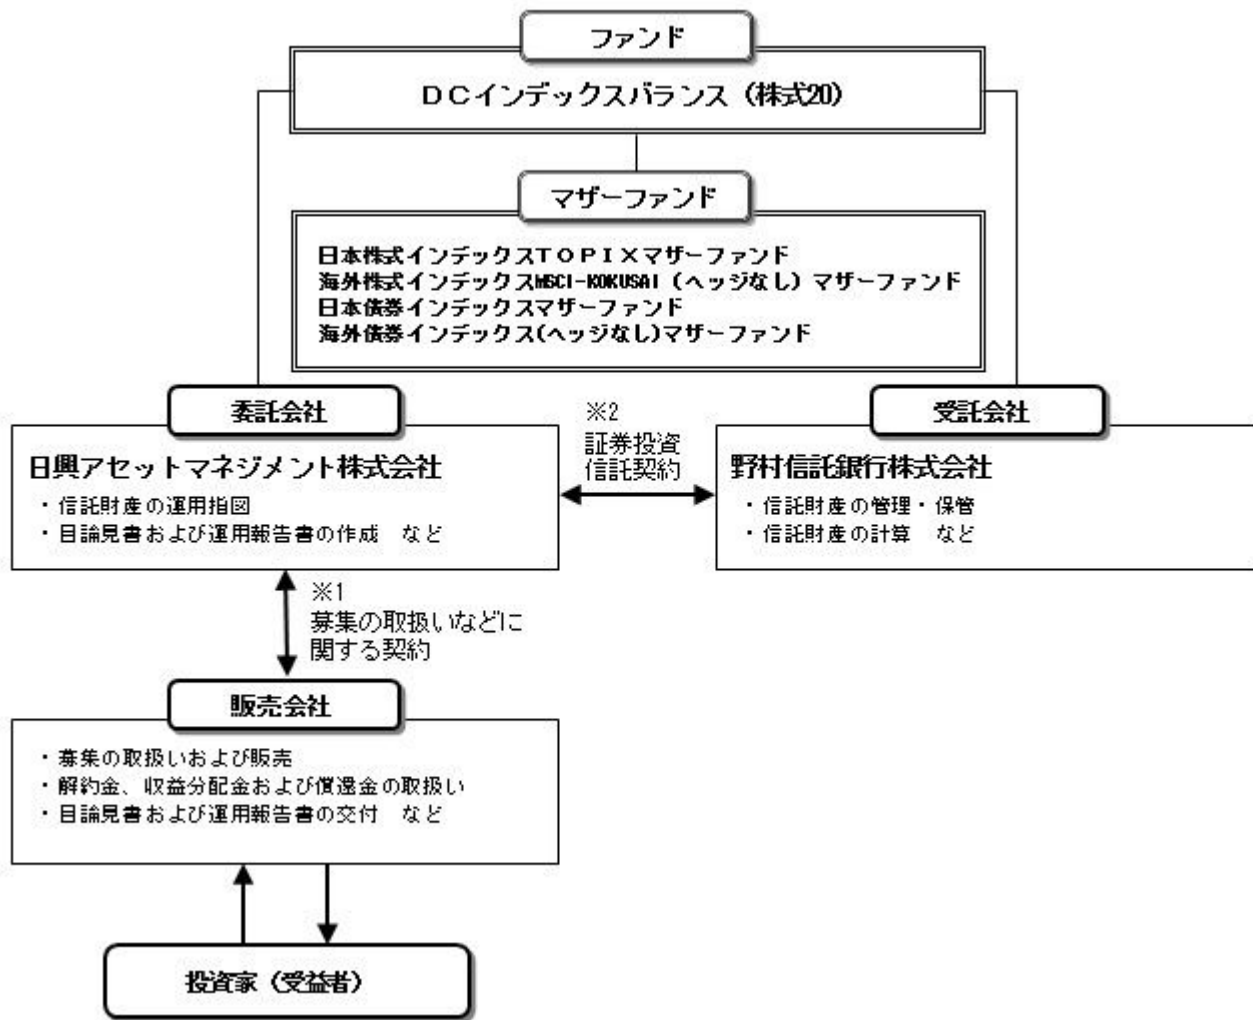 ファンド
DCインデックスバランス（株式20）
マザーファンド
日本株式インデックスTOPIXマザーファンド
海外株式インデックスMSCI-KOKUSAI（ヘッジなし）マザーファンド
日本債券インデックスマザーファンド
海外債券インデックス(ヘッジなし)マザーファンド
委託会社
日興アセットマネジメント株式会社
・信託財産の運用指図
・目論見書および運用報告書の作成　など
※2
証券投資
信託契約
受託会社
野村信託銀行株式会社
・信託財産の管理・保管
・信託財産の計算　など
※1
募集の取扱いなどに
関する契約
販売会社
・募集の取扱いおよび販売
・解約金、収益分配金および償還金の取扱い
・目論見書および運用報告書の交付　など
投資家（受益者）